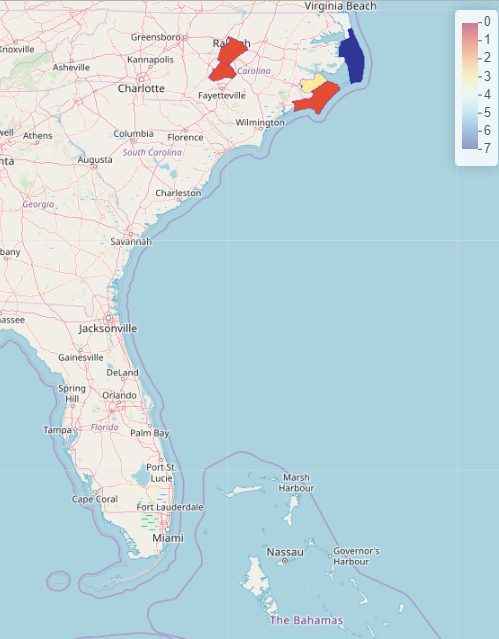 Virginia Beach
Greensboro
Raleigh
Knoxville
Kannapolis
Asheville
Carolina
Charlotte
Fayetteville
Wilmington
well
Athens
Columbia
Florence
South Carolina
nta
Augusta
Charleston
Georgia
Savannah
bany
assee
Jacksonville
Gainesville
DeLand
Spring
Hill
Orlando
Florida
Tampa
Palm Bay
Port St.
Lucie
Cape Coral
Fort Lauderdale
Marsh
Harbour
Miami
Nassau
Governor's
Harbour
The Bahamas
0
1
2
3
4
5
6
7